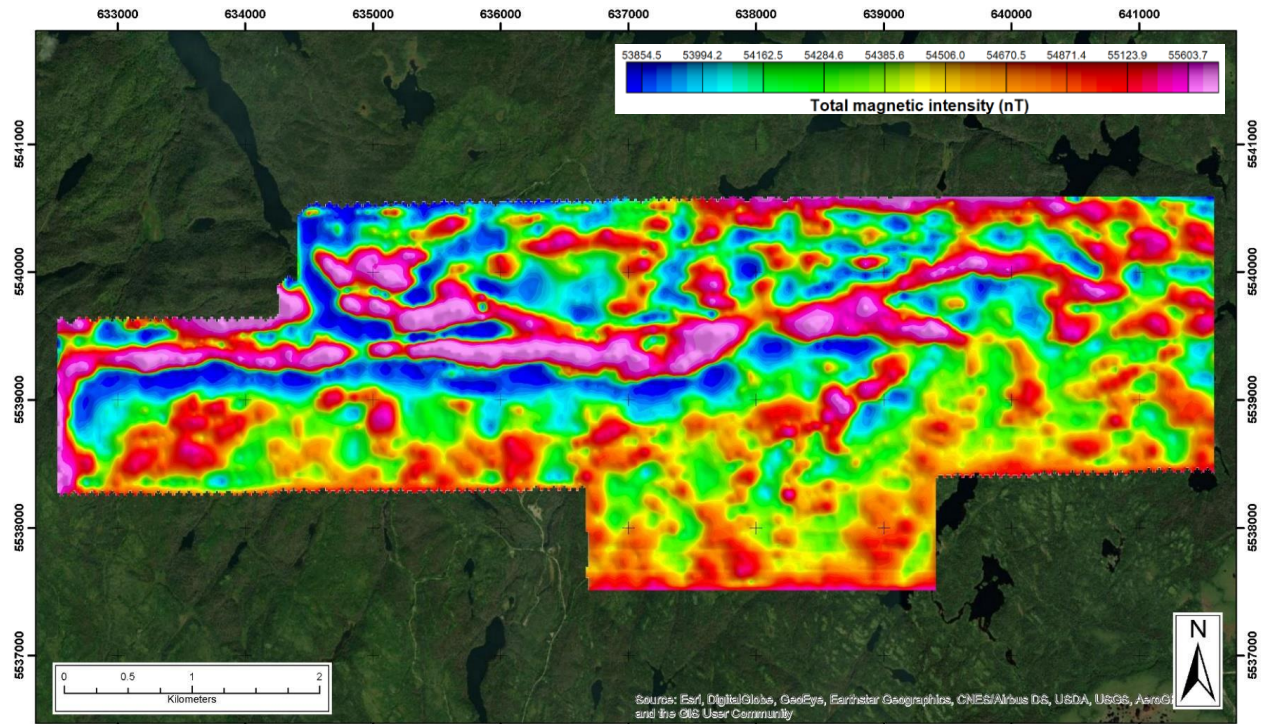 633000 634000 635000 636000 637000 638000 639000 640000 641000
53854.5 53994.2 54162.5 54284.6 54385.6 54506.0 54670.5 54871.4 55123.9 55603.7
Total magnetic intensity (nT)
5541000 5541000
5540000 5540000
5539000 5539000
5538000 5538000
5537000 5537000
N
0 0.5 1 2
Kilometers
Source: Esri, DigitalGlobe, GeoEye, Earthstar Geographics, CNES/Airbus DS, USDA, USGS, AeroG
and the GIS User Community